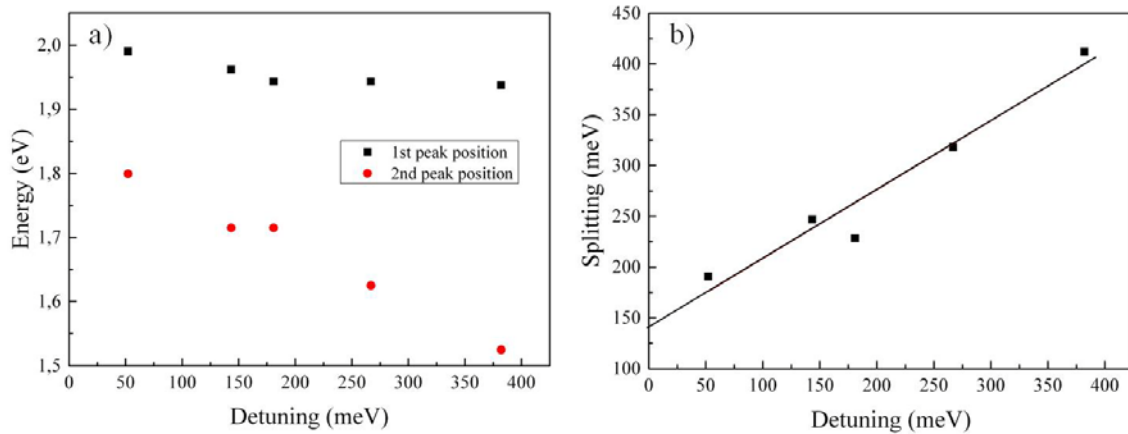 a)
2,0
1,9
1,8
1,7
1,6
1,5
Energy (eV)
1st peak position
2nd peak position
0 50 100 150 200 250 300 350 400
Detuning (meV)
b)
450
400
350
300
250
200
150
100
Splitting (meV)
0 50 100 150 200 250 300 350 400
Detuning (meV)